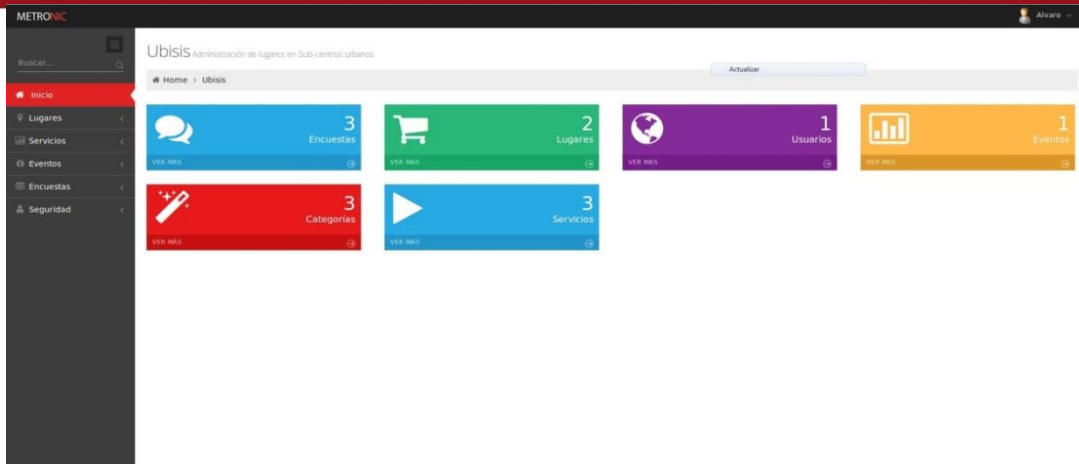 METRONIC
Alvaro
Buscar...
Inicio
Lugares
Servicios
Eventos
Encuestas
Seguridad
Ubisis Administración de lugares en Sub-centros urbanos
Home > Ubisis
Actualizar
3
Encuestas
VER MÁS
2
Lugares
VER MÁS
1
Usuarios
VER MÁS
1
Eventos
VER MÁS
3
Categorías
VER MÁS
3
Servicios
VER MÁS